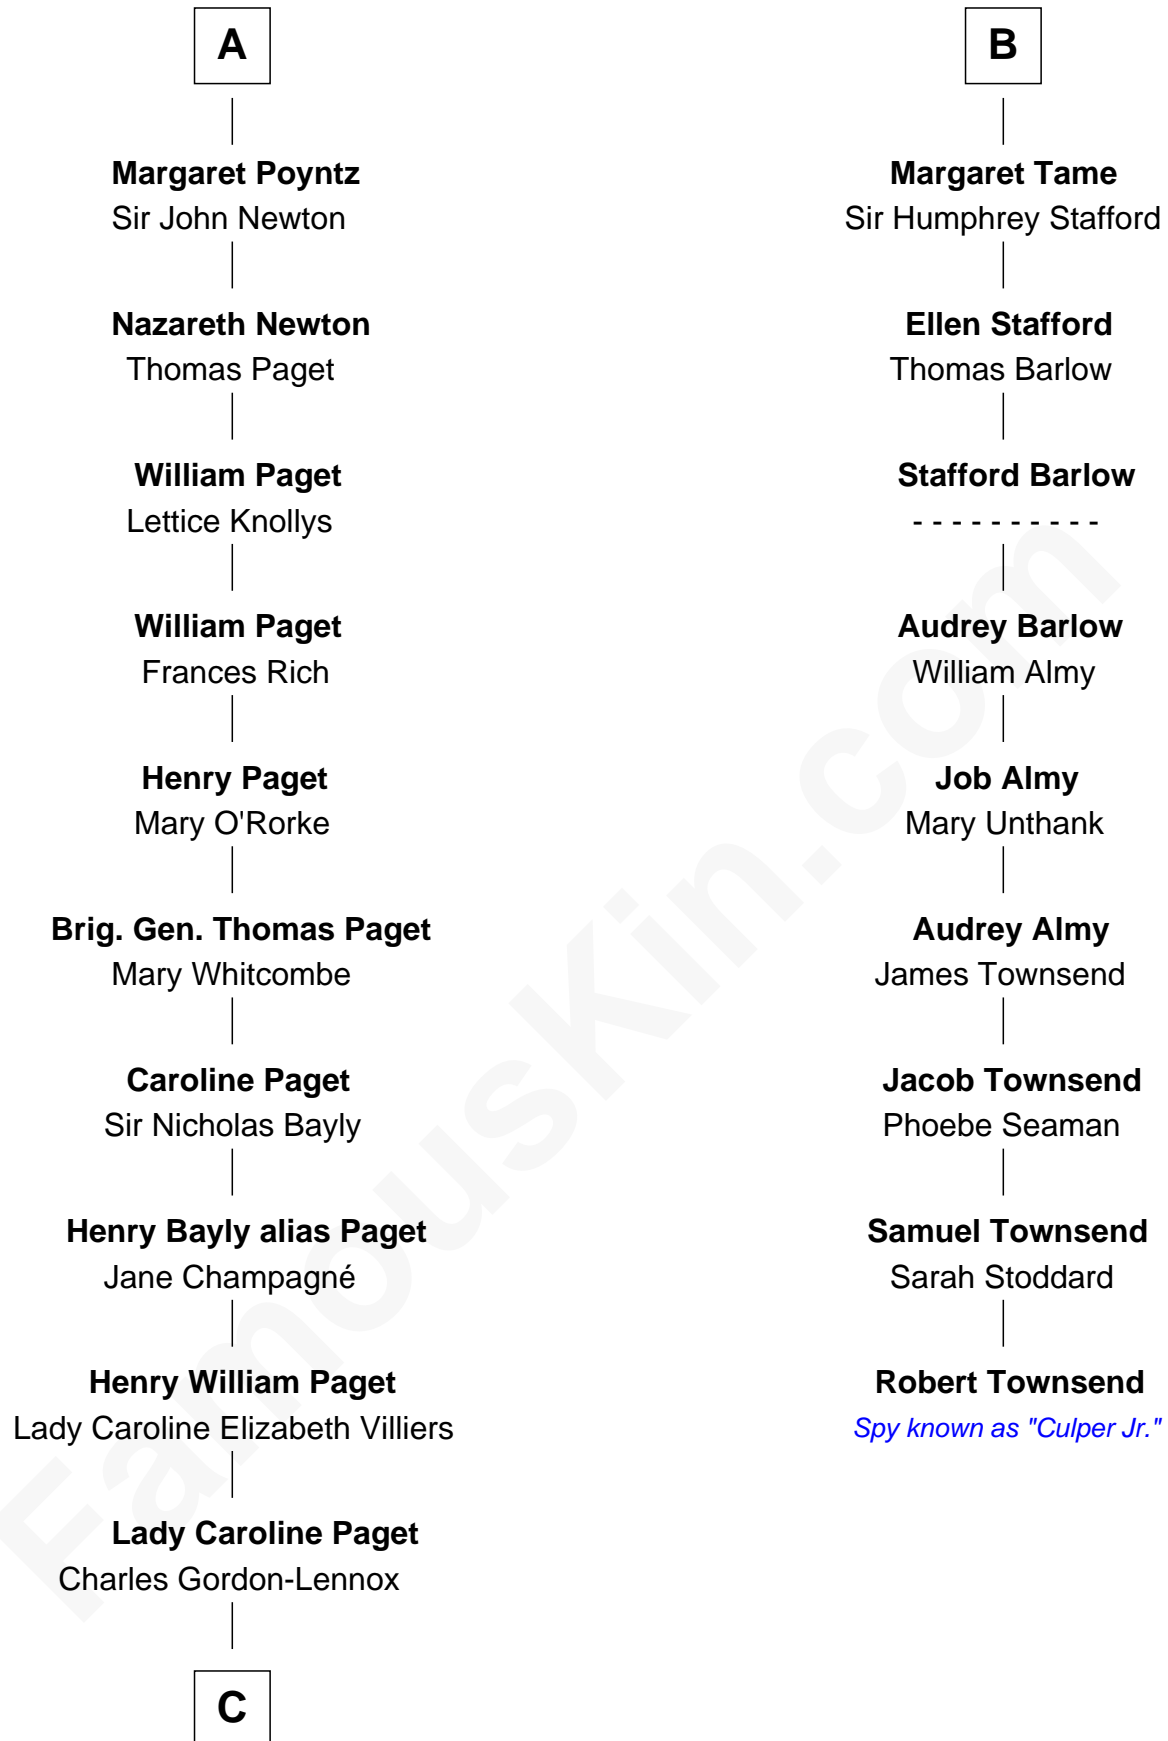 A
Margaret Poyntz
Sir John Newton
Nazareth Newton
Thomas Paget
William Paget
Lettice Knollys
William Paget
Frances Rich
Henry Paget
Mary O'Rorke
Brig. Gen. Thomas Paget
Mary Whitcombe
Caroline Paget
Sir Nicholas Bayly
Henry Bayly alias Paget
Jane Champagné
Henry William Paget
Lady Caroline Elizabeth Villiers
Lady Caroline Paget
Charles Gordon-Lennox
C
B
Margaret Tame
Sir Humphrey Stafford
Ellen Stafford
Thomas Barlow
Stafford Barlow
- - - - - - - - - -
Audrey Barlow
William Almy
Job Almy
Mary Unthank
Audrey Almy
James Townsend
Jacob Townsend
Phoebe Seaman
Samuel Townsend
Sarah Stoddard
Robert Townsend
Spy known as "Culper Jr."
FamousKin.com